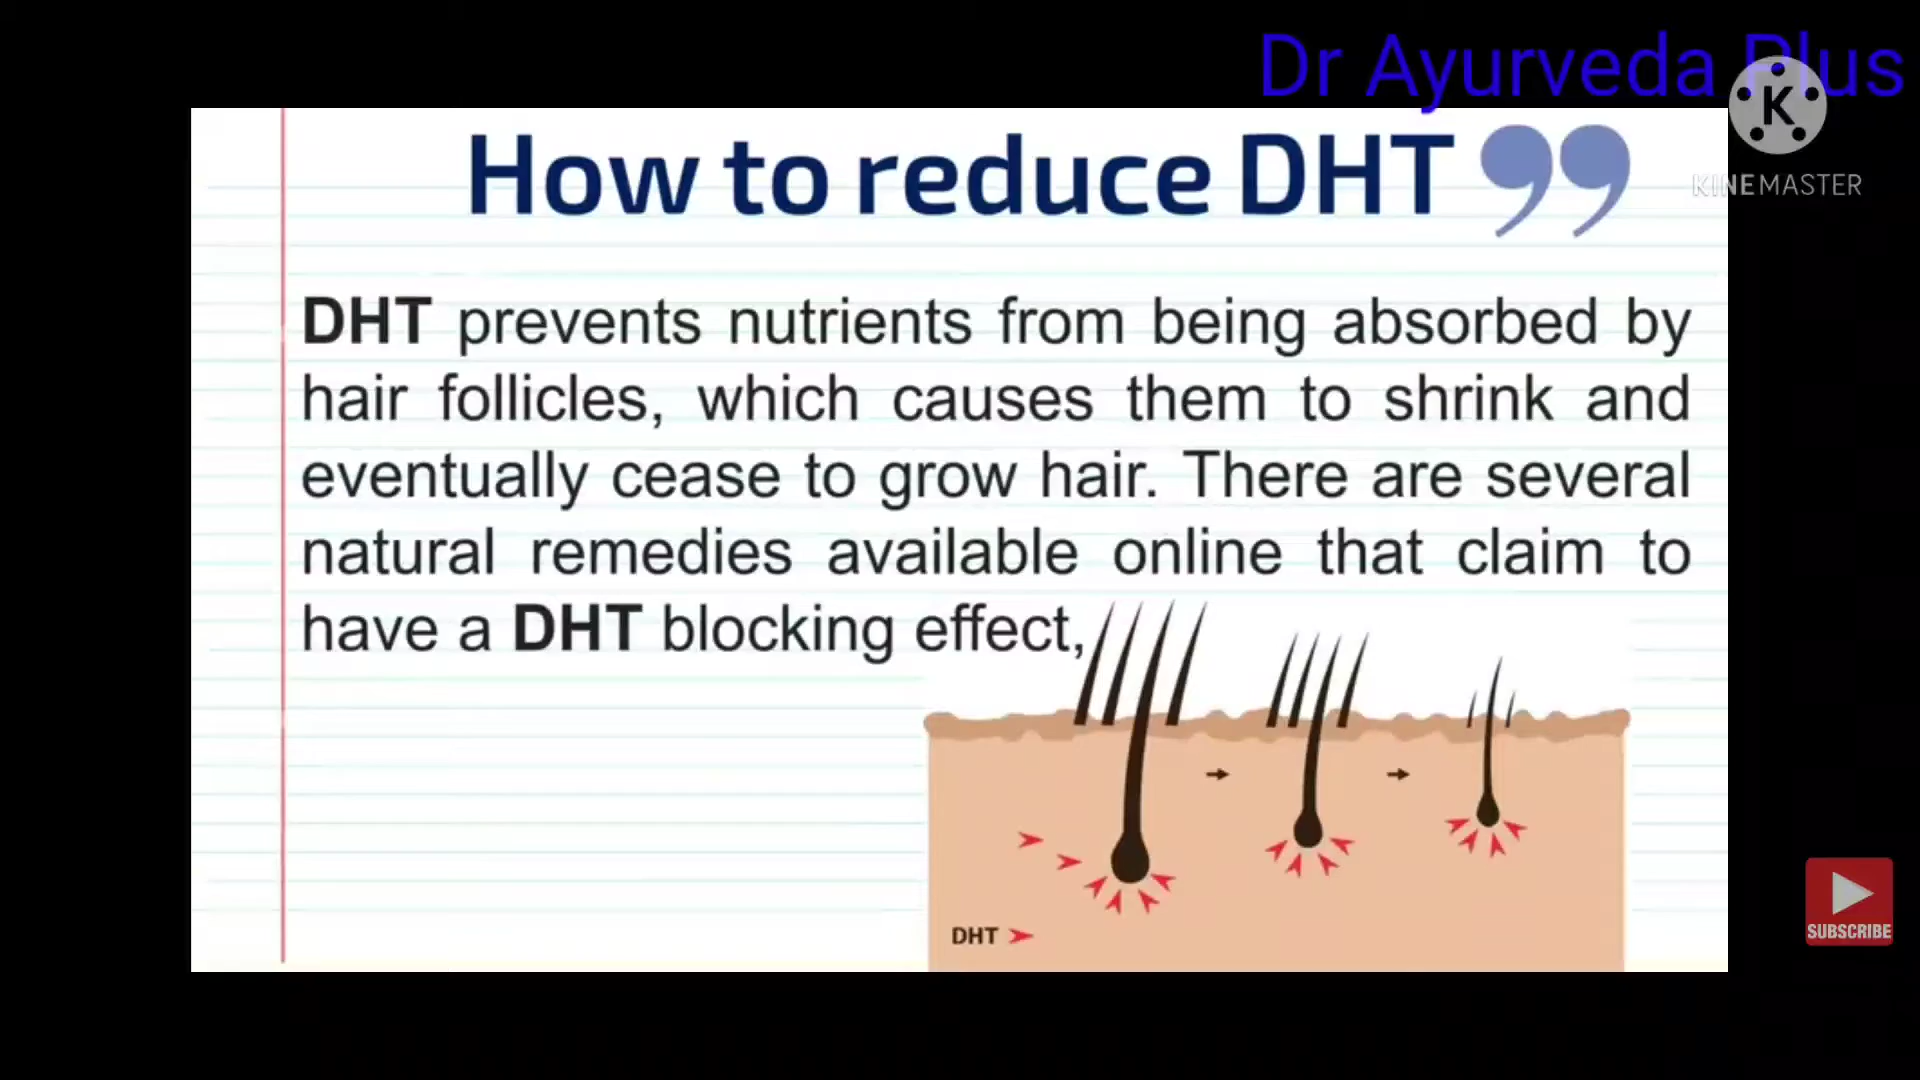 Dr Ayurveda Plus
K
KINEMASTER
How to reduce DHT ”
DHT prevents nutrients from being absorbed by
hair follicles, which causes them to shrink and
eventually cease to grow hair. There are several
natural remedies available online that claim to
have a DHT blocking effect,
DHT
SUBSCRIBE